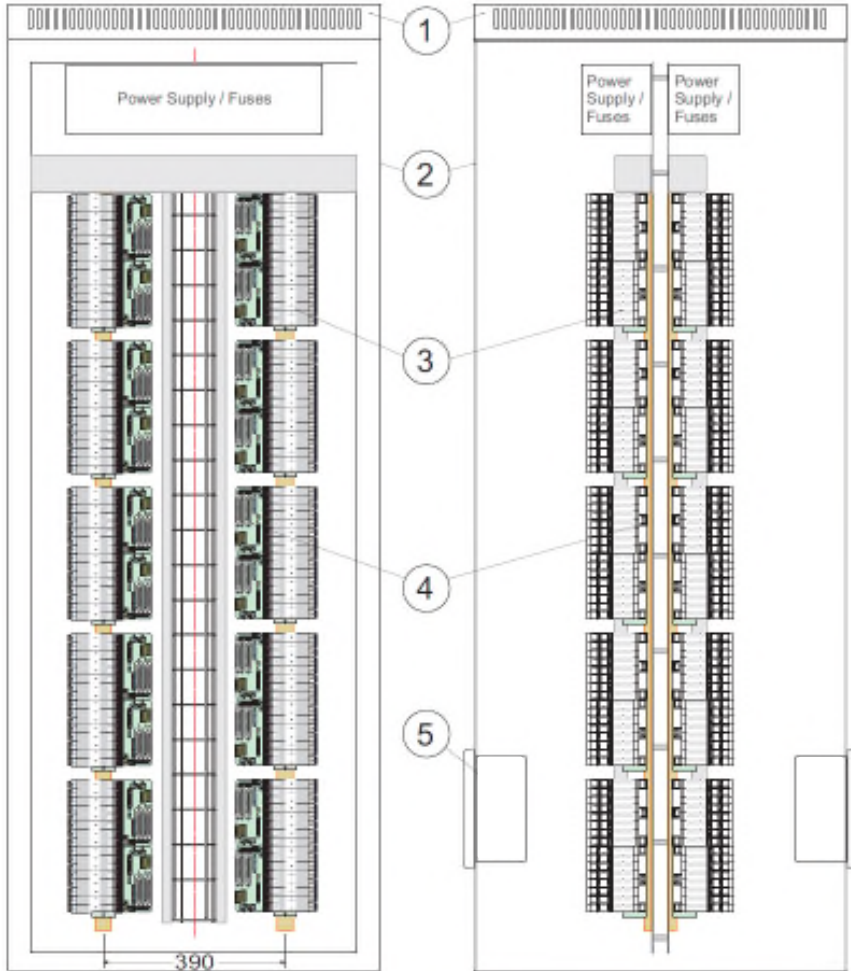 1
Power Supply / Fuses
Power
Supply /
Fuses
Power
Supply /
Fuses
2
3
4
5
390